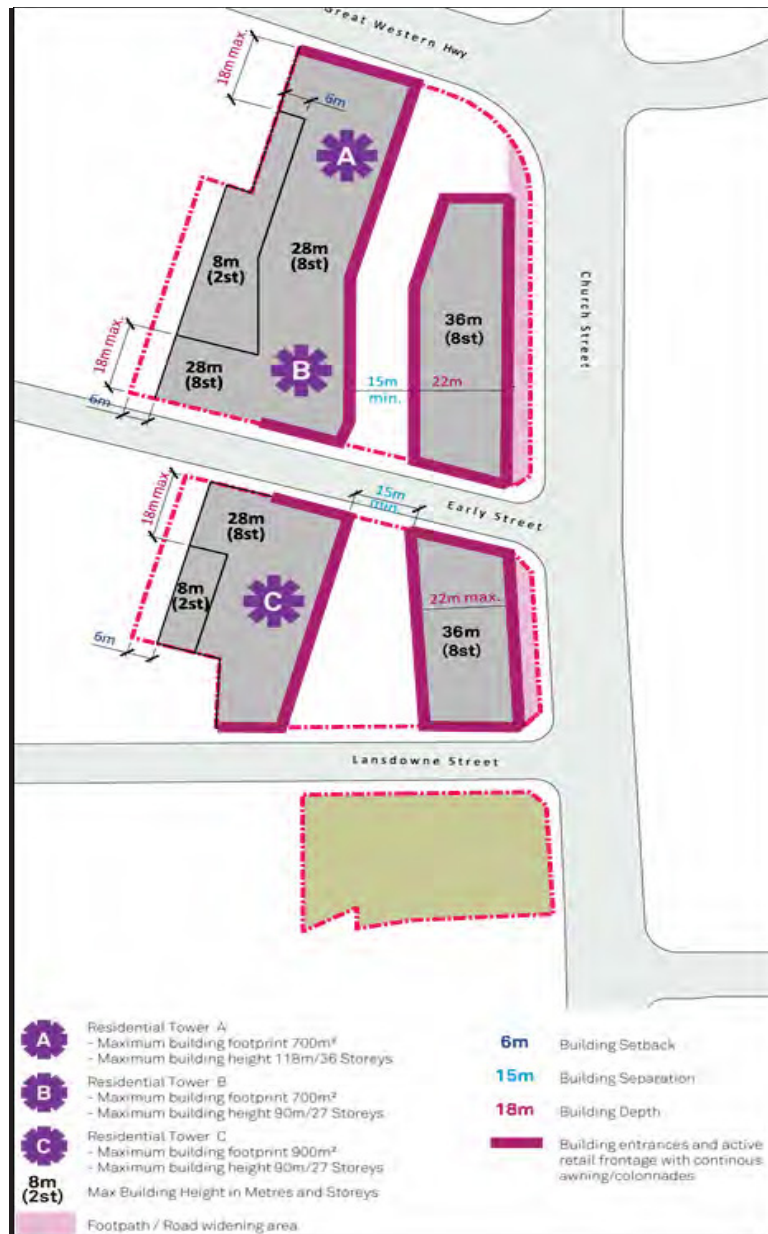 Great Western Hwy
18m max.
6m
A
8m
(2st)
28m
(8st)
36m
(8st)
Church Street
18m max.
28m
(8st)
B
15m
min.
22m
6m
15m
min.
Early Street
18m max.
28m
(8st)
8m
(2st)
C
22m max.
36m
(8st)
6m
Lansdowne Street
A
Residential Tower A
- Maximum building footprint 700m²
- Maximum building height 118m/36 Storeys
B
Residential Tower B
- Maximum building footprint 700m²
- Maximum building height 90m/27 Storeys
C
Residential Tower C
- Maximum building footprint 900m²
- Maximum building height 90m/27 Storeys
8m
(2st)
Max Building Height in Metres and Storeys
Footpath / Road widening area
6m Building Setback
15m Building Separation
18m Building Depth
Building entrances and active
retail frontage with continous
awning/colonnades